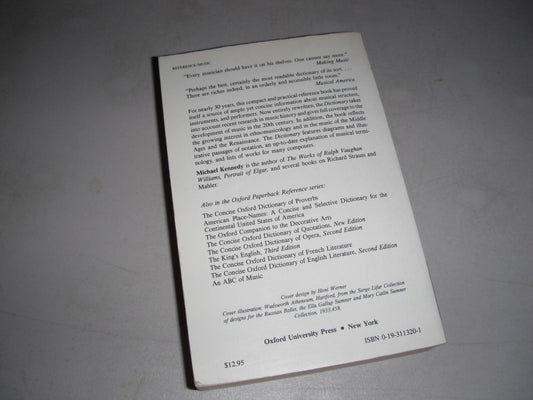 REFERENCE/MUSIC
"Every musician should have it on his shelves. One cannot say more."
Making Music
"Perhaps the best, certainly the most readable dictionary of its sort. . . .
There are riches indeed, in an orderly and accessible little room."
Musical America
For nearly 30 years, this compact and practical reference book has proved
itself a source of ample yet concise information about musical structure,
instruments, and performers. Now entirely rewritten, the Dictionary takes
into account recent research in music history and gives full coverage to the
development of music in the 20th century. In addition, the book reflects
the growing interest in ethnomusicology and in the music of the Middle
Ages and the Renaissance. The Dictionary features diagrams and illus-
trative passages of notation, an up-to-date explanation of musical termi-
nology, and lists of works for many composers.
Michael Kennedy is the author of The Works of Ralph Vaughan
Williams, Portrait of Elgar, and several books on Richard Strauss and
Mahler.
Also in the Oxford Paperback Reference series:
The Concise Oxford Dictionary of Proverbs
American Place-Names: A Concise and Selective Dictionary for the
Continental United States of America
The Oxford Companion to the Decorative Arts
The Concise Oxford Dictionary of Quotations, New Edition
The Concise Oxford Dictionary of Opera, Second Edition
The King's English, Third Edition
The Concise Oxford Dictionary of French Literature
The Concise Oxford Dictionary of English Literature, Second Edition
An ABC of Music
Cover design by Honi Werner
Cover illustration: Wadsworth Atheneum, Hartford, from the Serge Lifar Collection
of designs for the Russian Ballet, the Ella Gallup Sumner and Mary Catlin Sumner
Collection, 1933.458.
Oxford University Press • New York
$12.95
ISBN 0-19-311320-1